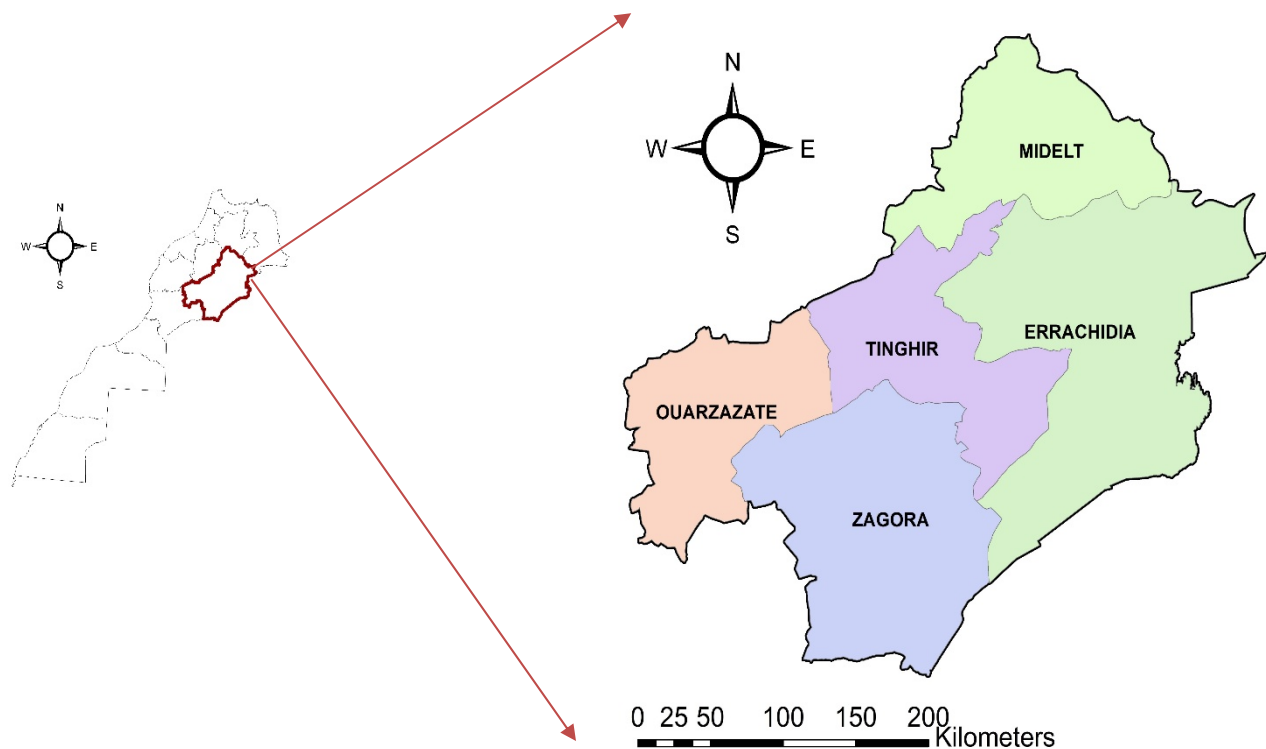 N
W E
S
N
W E
S
MIDELT
ERRACHIDIA
TINGHIR
OUARZAZATE
ZAGORA
0 25 50 100 150 200
Kilometers